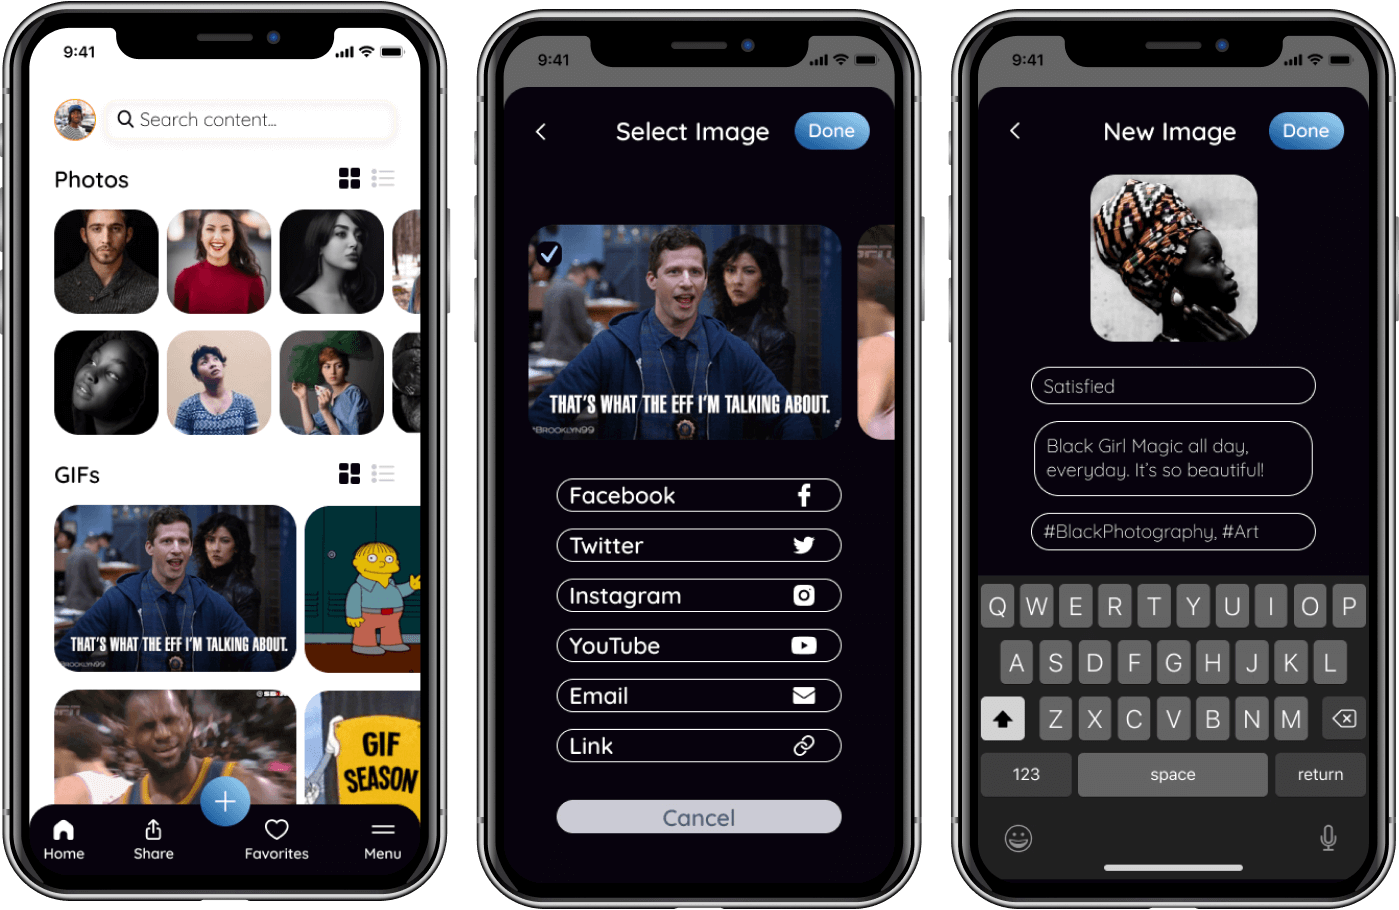 9:41
Search content...
Photos
GIFs
THAT'S WHAT THE EFF I'M TALKING ABOUT.
#BROOKLYN99
GIF
SEASON
Home
Share
Favorites
Menu
9:41
Select Image
Done
THAT'S WHAT THE EFF I'M TALKING ABOUT.
#BROOKLYN99
Facebook
Twitter
Instagram
YouTube
Email
Link
Cancel
9:41
New Image
Done
Satisfied
Black Girl Magic all day,
everyday. It's so beautiful!
#BlackPhotography, #Art
Q W E R T Y U I O P
A S D F G H J K L
Z X C V B N M
123 space return